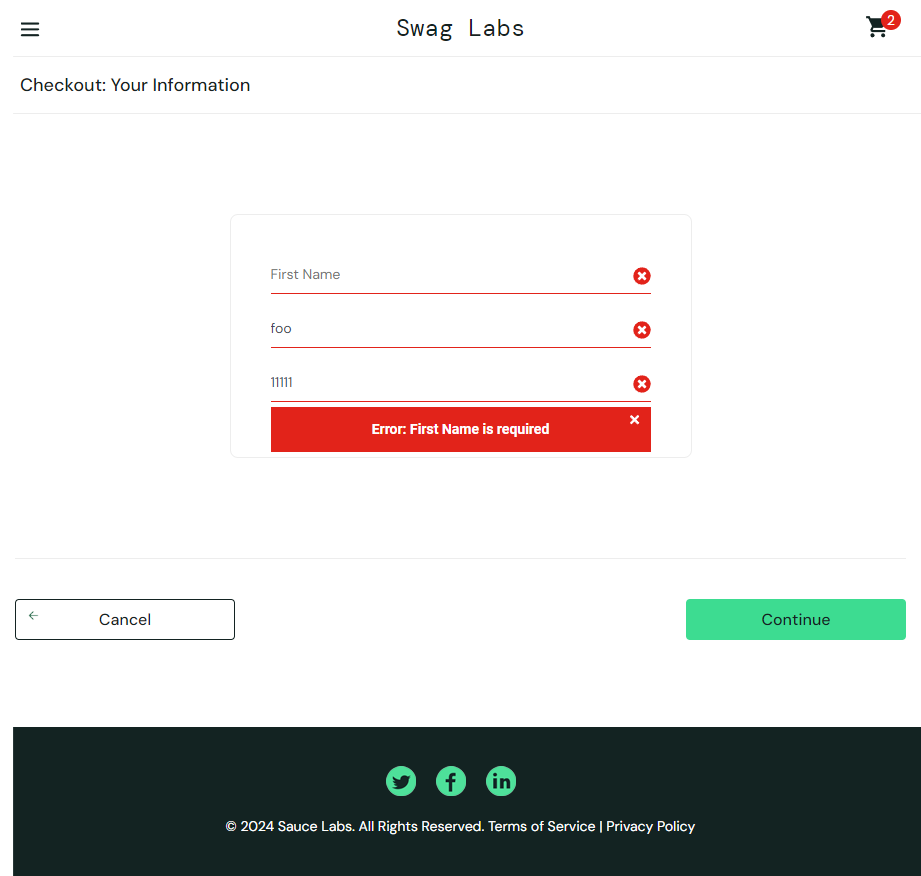 Swag Labs
2
Checkout: Your Information
First Name
foo
11111
Error: First Name is required
Cancel
Continue
© 2024 Sauce Labs. All Rights Reserved. Terms of Service | Privacy Policy